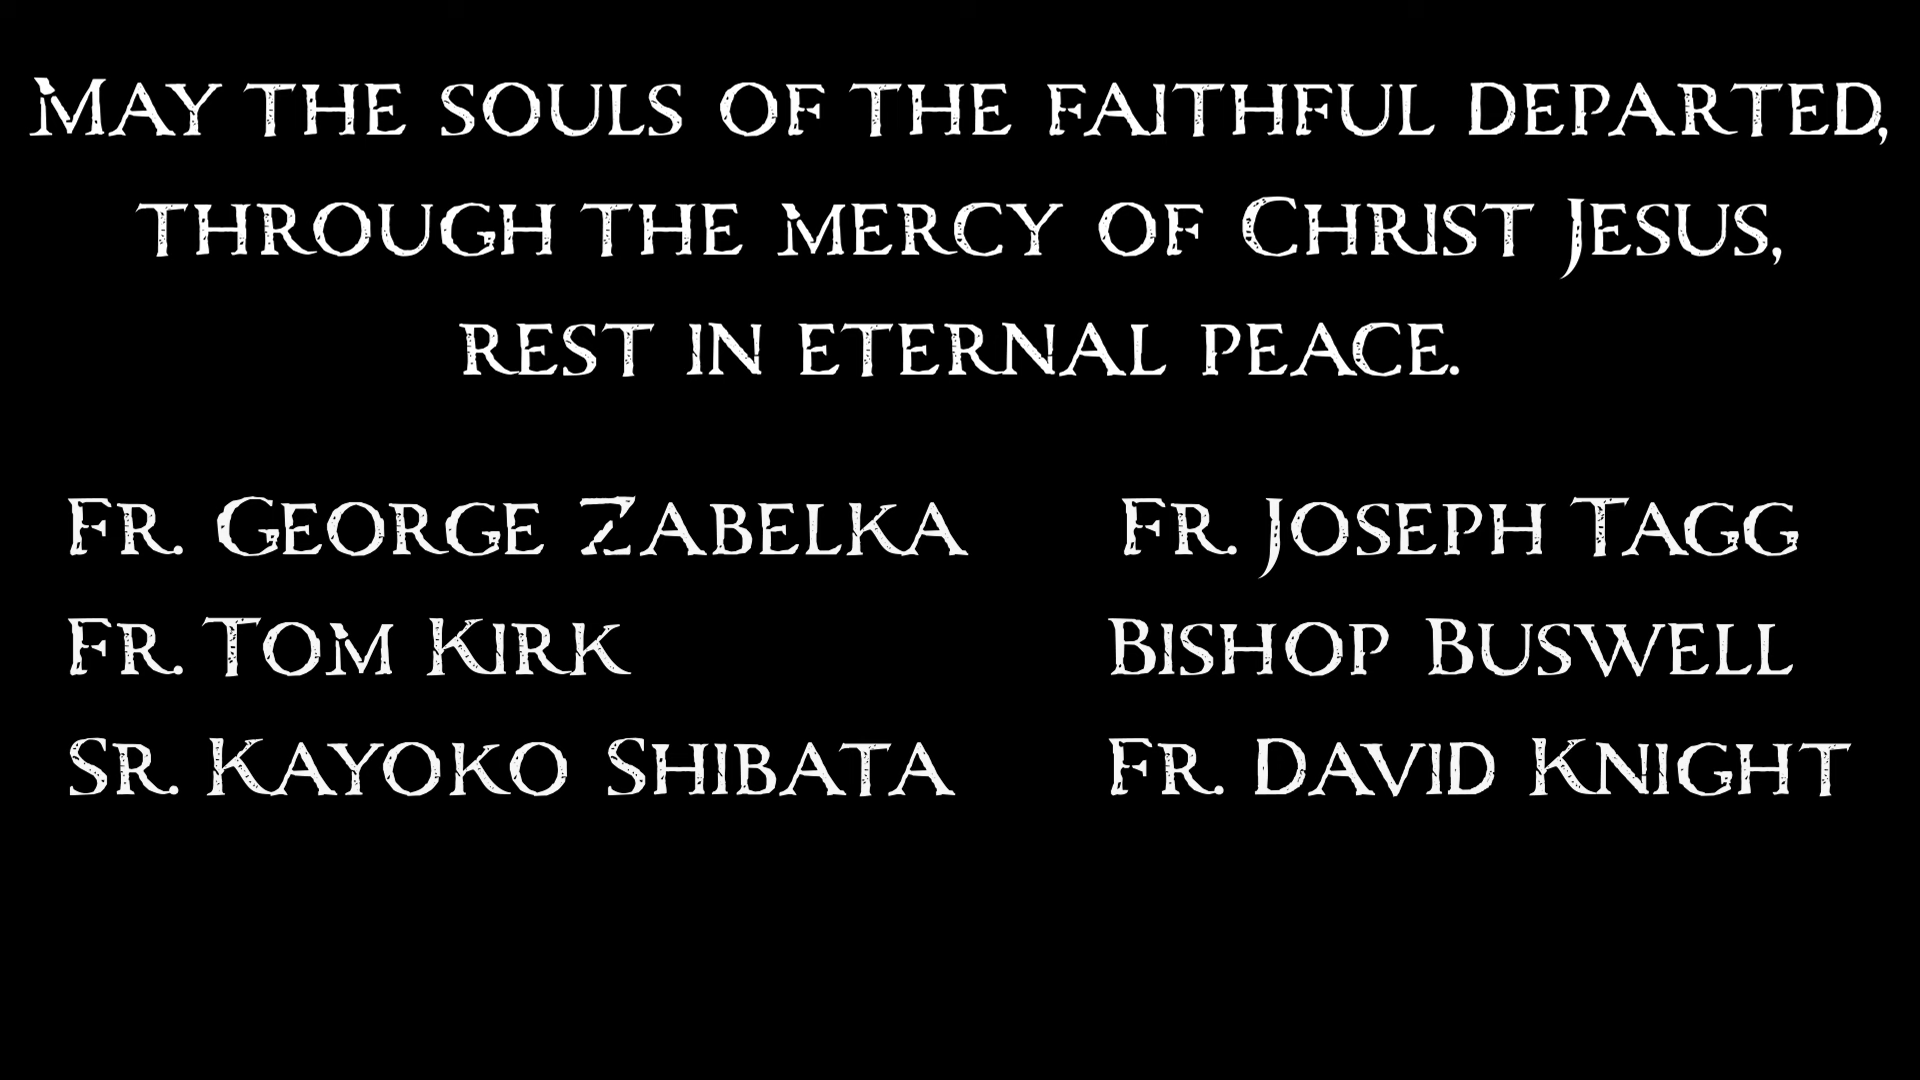 May the souls of the faithful departed,
through the mercy of Christ Jesus,
rest in eternal peace.
Fr. George Zabelka
Fr. Tom Kirk
Sr. Kayoko Shibata
Fr. Joseph Tagg
Bishop Buswell
Fr. David Knight